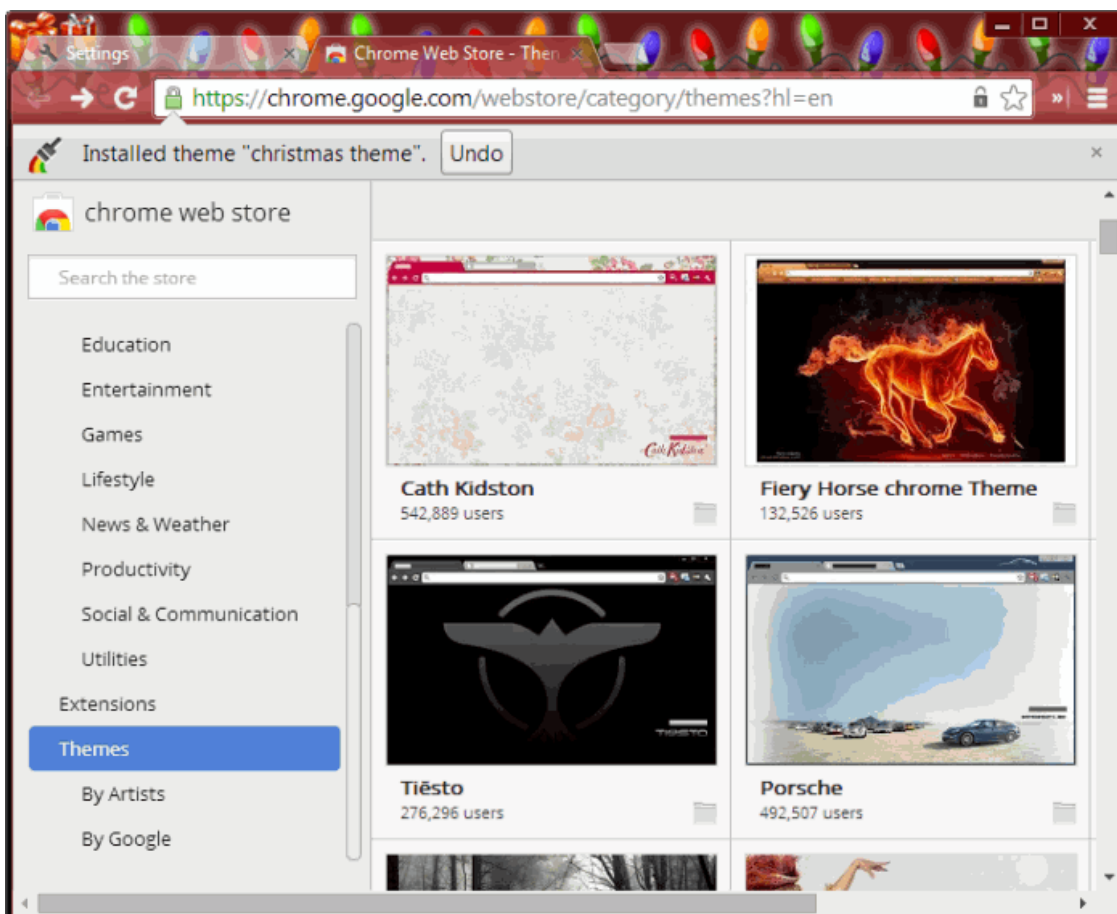 Settings
Chrome Web Store - Then
https://chrome.google.com/webstore/category/themes?hl=en
»
Installed theme "christmas theme". Undo
chrome web store
Search the store
Education
Entertainment
Games
Lifestyle
News & Weather
Productivity
Social & Communication
Utilities
Extensions
Themes
By Artists
By Google
Cath Kidston
Cath Kidston
542,889 users
Fiery Horse chrome Theme
132,526 users
TIËSTO
Tiësto
276,296 users
Porsche
492,507 users